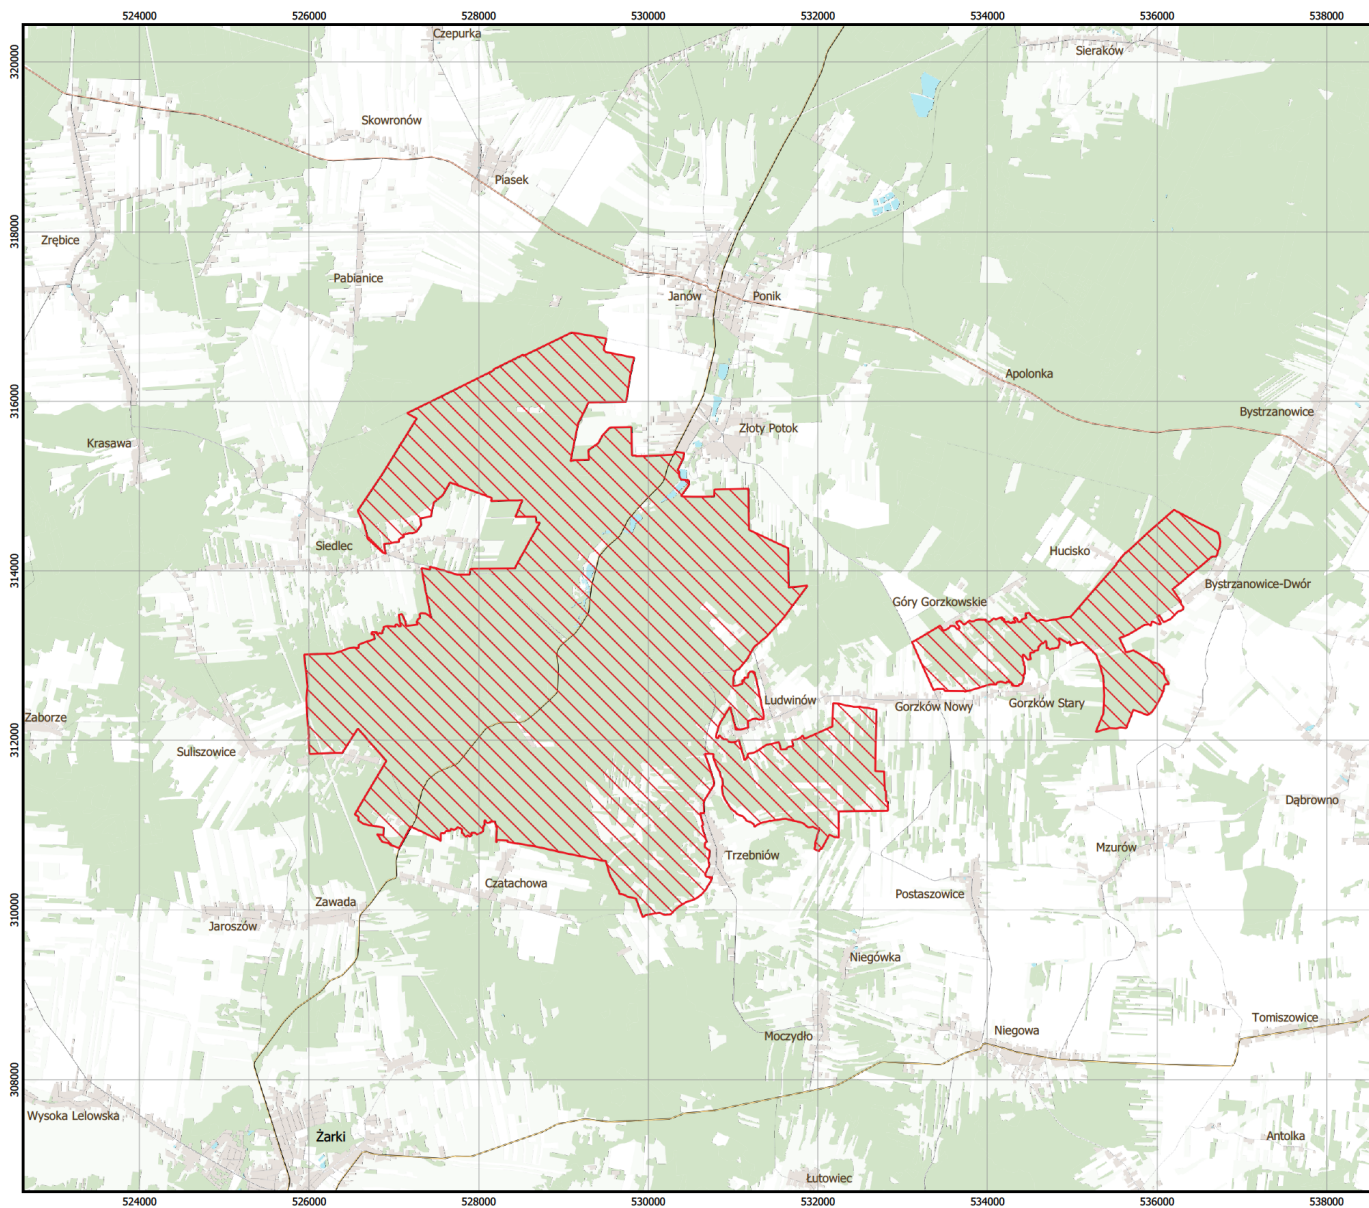 524000 526000 528000 530000 532000 534000 536000 538000
Czepurka
Sieraków
320000
Skowronów
Piasek
318000
Zrębice
Pabianice
Janów Ponik
Apolonka
316000
Bystrzanowice
Złoty Potok
Krasawa
Siedlec
Hucisko
314000
Bystrzanowice-Dwór
Góry Gorzkowskie
Ludwinów
Gorzków Nowy
Gorzków Stary
Zaborze
312000
Suliszowice
Dąbrowno
Mzurów
Trzebniów
Czatachowa
Postaszowice
Zawada
310000
Jaroszów
Niegówka
Tomiszowice
Niegowa
Moczydło
308000
Wysoka Lelowska
Żarki
Antolka
Łutowiec
524000 526000 528000 530000 532000 534000 536000 538000